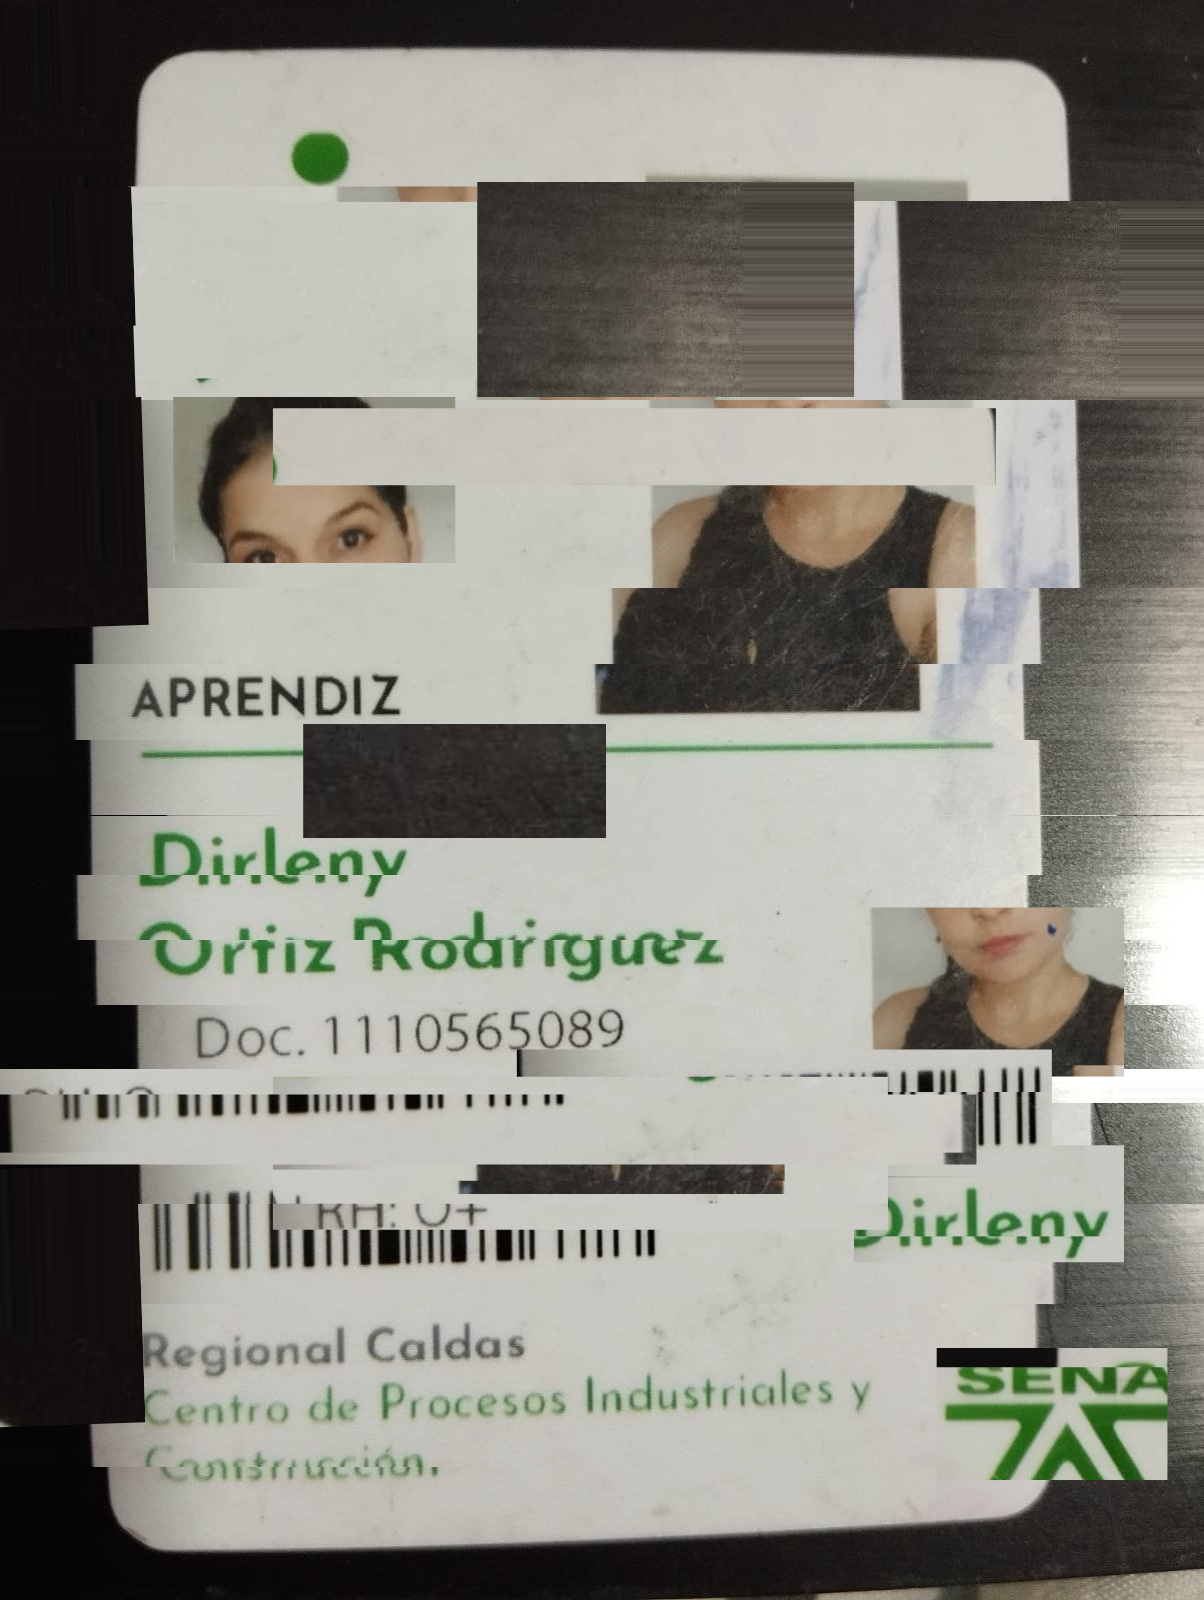 APRENDIZ
Dirleny
Ortiz Rodriguez
Doc. 1110565089
Dirleny
RH: O+
Regional Caldas
Centro de Procesos Industriales y
Construcción.
SENA